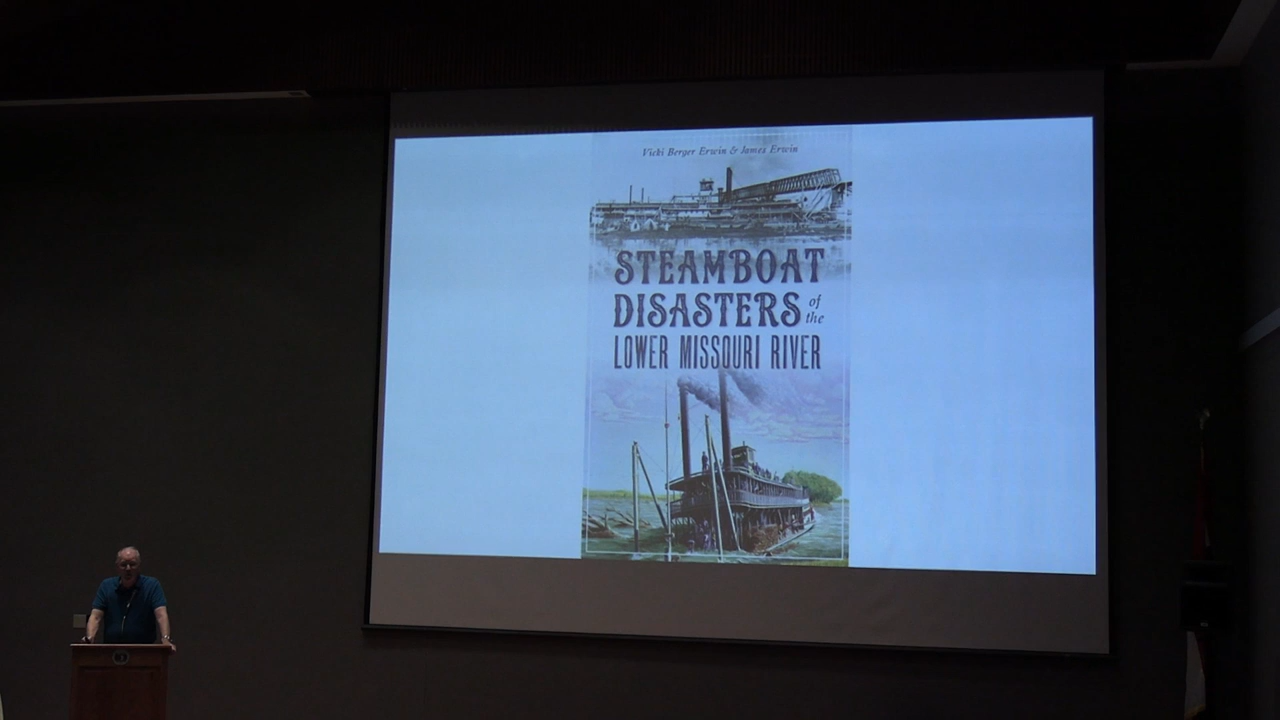 Vicki Berger Erwin & James Erwin
STEAMBOAT
DISASTERS of the
LOWER MISSOURI RIVER